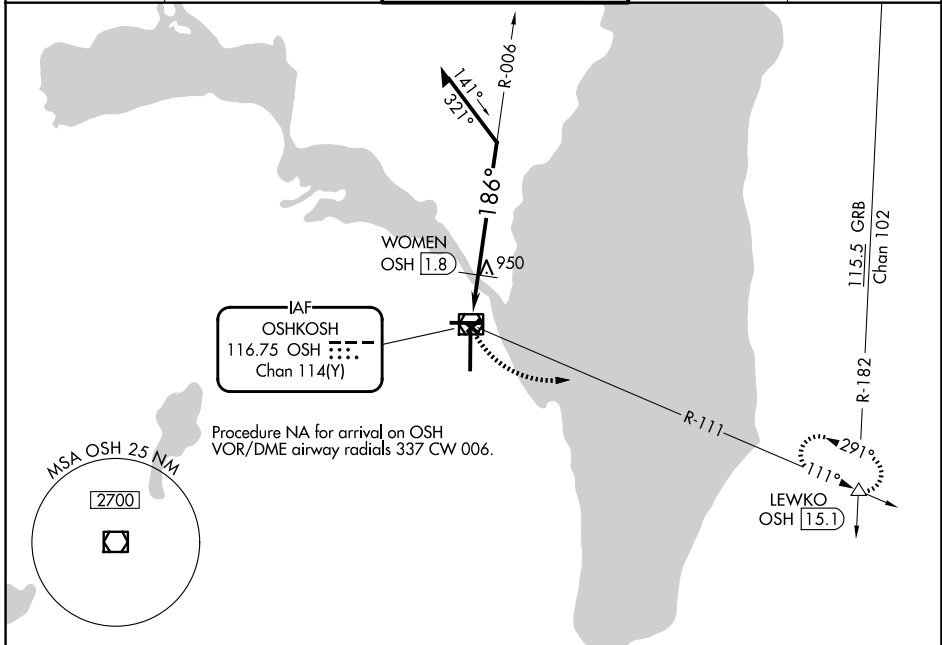 R-006
141°
321°
186°
WOMEN
OSH 1.8
950
115.5 GRB
Chan 102
IAF
OSHKOSH
116.75 OSH
Chan 114(Y)
R-182
R-111
Procedure NA for arrival on OSH
VOR/DME airway radials 337 CW 006.
291°
111°
MSA OSH 25 NM
2700
LEWKO
OSH 15.1